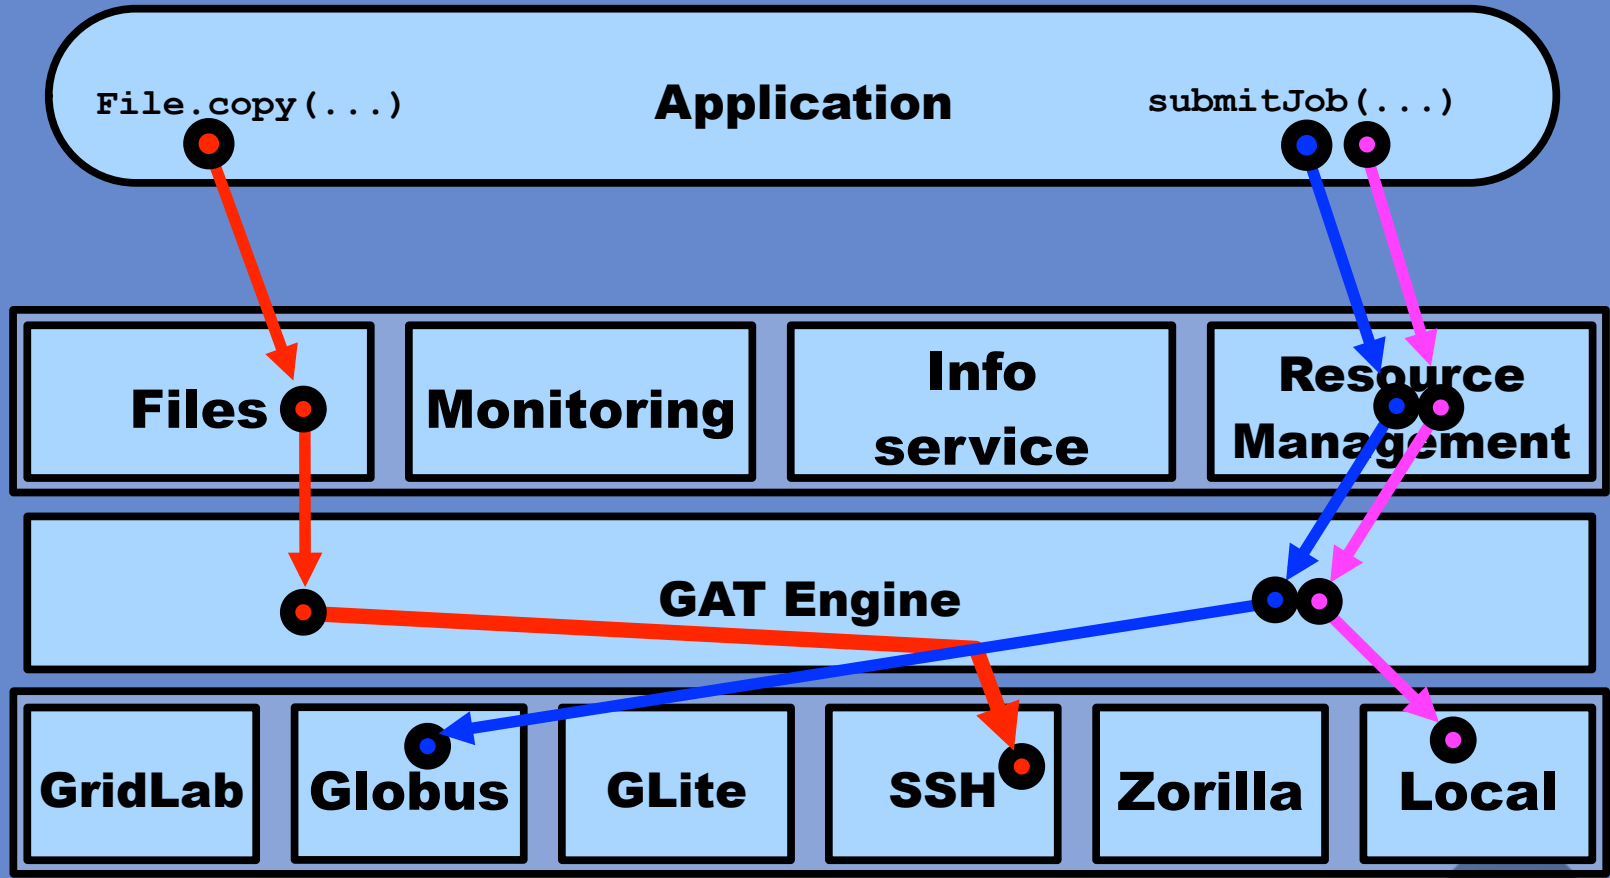 File.copy(...)
Application
submitJob(...)
Files
Monitoring
Info
service
Resource
Management
GAT Engine
GridLab
Globus
GLite
SSH
Zorilla
Local